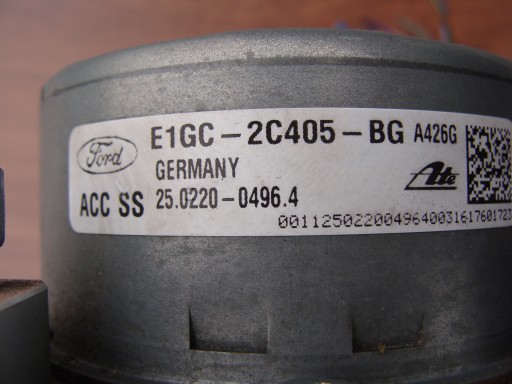 Ford E1GC-2C405-BG A426G
GERMANY Ate
ACC SS 25.0220-0496.4
001125022004964003161760172